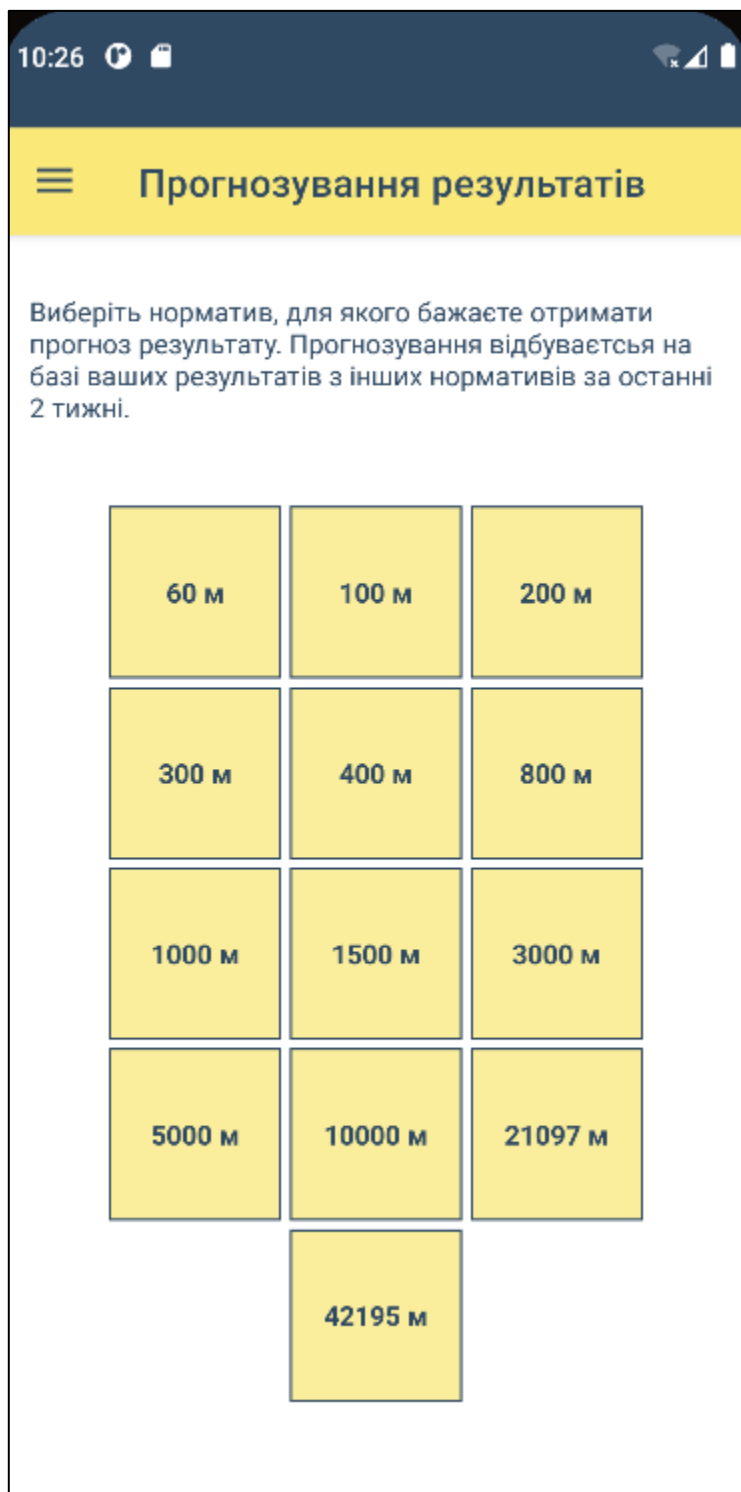 10:26
Прогнозування результатів
Виберіть норматив, для якого бажаєте отримати
прогноз результату. Прогнозування відбуваєтсья на
базі ваших результатів з інших нормативів за останні
2 тижні.
60 м 100 м 200 м
300 м 400 м 800 м
1000 м 1500 м 3000 м
5000 м 10000 м 21097 м
42195 м